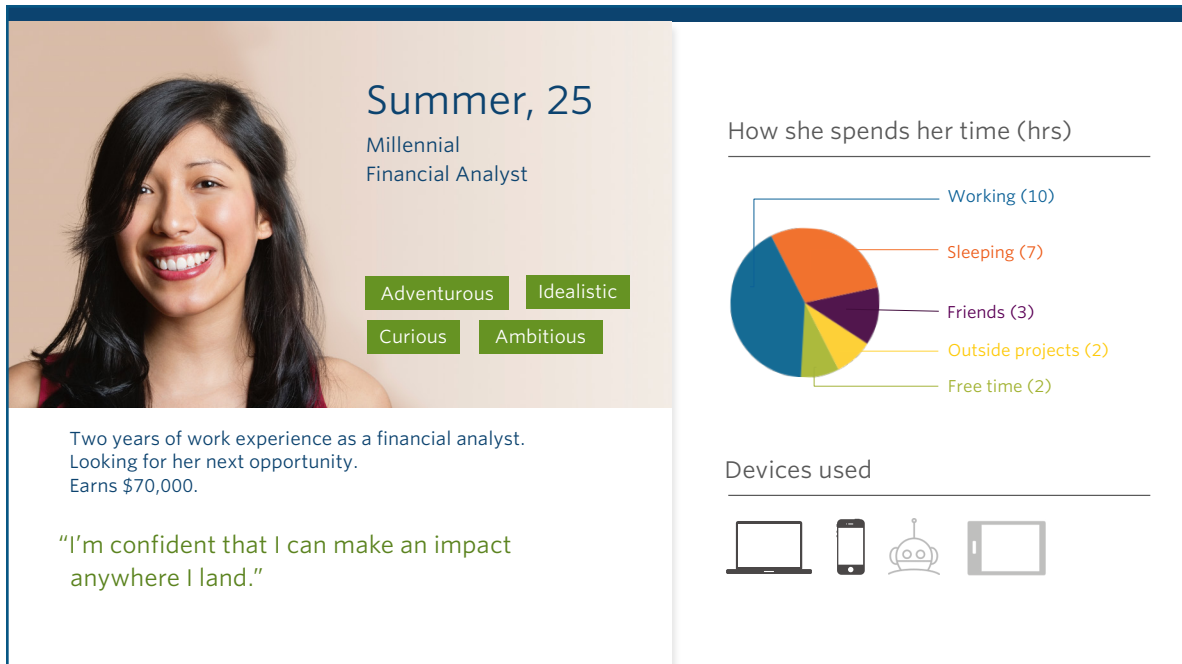 Summer, 25
Millennial
Financial Analyst
Adventurous
Idealistic
Curious
Ambitious
Two years of work experience as a financial analyst.
Looking for her next opportunity.
Earns $70,000.
“I’m confident that I can make an impact
anywhere I land.”
How she spends her time (hrs)
Working (10)
Sleeping (7)
Friends (3)
Outside projects (2)
Free time (2)
Devices used